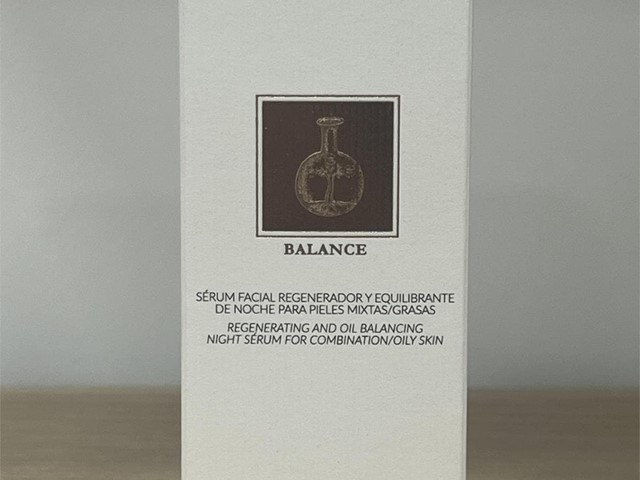 BALANCE
SÉRUM FACIAL REGENERADOR Y EQUILIBRANTE
DE NOCHE PARA PIELES MIXTAS/GRASAS
REGENERATING AND OIL BALANCING
NIGHT SÉRUM FOR COMBINATION/OILY SKIN